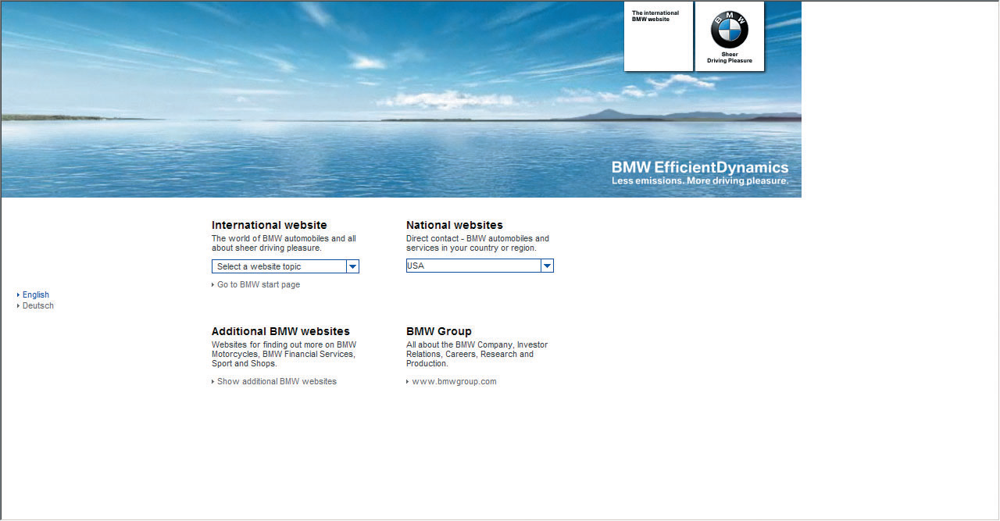 The international
BMW website
BMW
Sheer
Driving Pleasure
BMW EfficientDynamics
Less emissions. More driving pleasure.
International website
The world of BMW automobiles and all
about sheer driving pleasure.
Select a website topic
Go to BMW start page
National websites
Direct contact - BMW automobiles and
services in your country or region.
USA
English
Deutsch
Additional BMW websites
Websites for finding out more on BMW
Motorcycles, BMW Financial Services,
Sport and Shops.
Show additional BMW websites
BMW Group
All about the BMW Company, Investor
Relations, Careers, Research and
Production.
www.bmwgroup.com